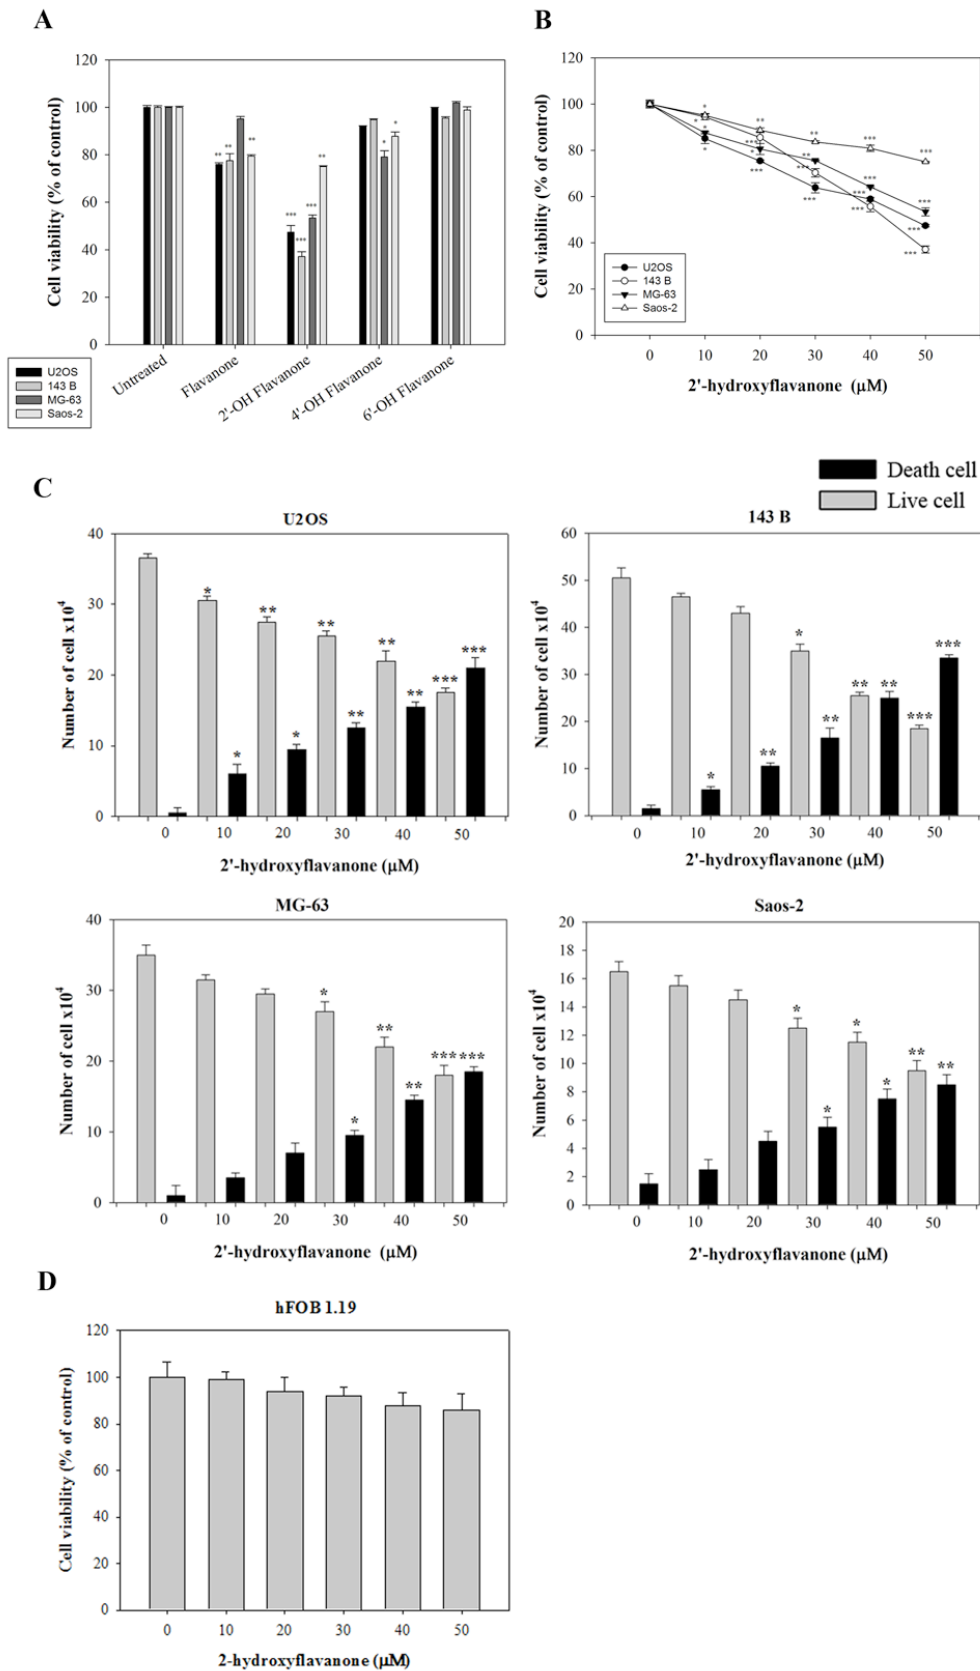 A
120
100
80
60
40
20
0
Cell viability (% of control)
** ** **
*** *** *** **
* *
Untreated
Flavanone
2'-OH Flavanone
4'-OH Flavanone
6'-OH Flavanone
U2OS
143 B
MG-63
Saos-2
B
120
100
80
60
40
20
0
Cell viability (% of control)
U2OS
143 B
MG-63
Saos-2
0 10 20 30 40 50
2'-hydroxyflavanone (μM)
Death cell
Live cell
C
U2OS
40
30
20
10
0
Number of cell x10⁴
* ** ** ** ***
* * ** ** ***
0 10 20 30 40 50
2'-hydroxyflavanone (μM)
143 B
60
50
40
30
20
10
0
Number of cell x10⁴
* ** ***
* ** ** ** ***
0 10 20 30 40 50
2'-hydroxyflavanone (μM)
MG-63
40
30
20
10
0
Number of cell x10⁴
* ** ***
* ** ***
0 10 20 30 40 50
2'-hydroxyflavanone (μM)
Saos-2
20
18
16
14
12
10
8
6
4
2
0
Number of cell x10⁴
* * **
* * **
0 10 20 30 40 50
2'-hydroxyflavanone (μM)
D
hFOB 1.19
120
100
80
60
40
20
0
Cell viability (% of control)
0 10 20 30 40 50
2-hydroxyflavanone (μM)